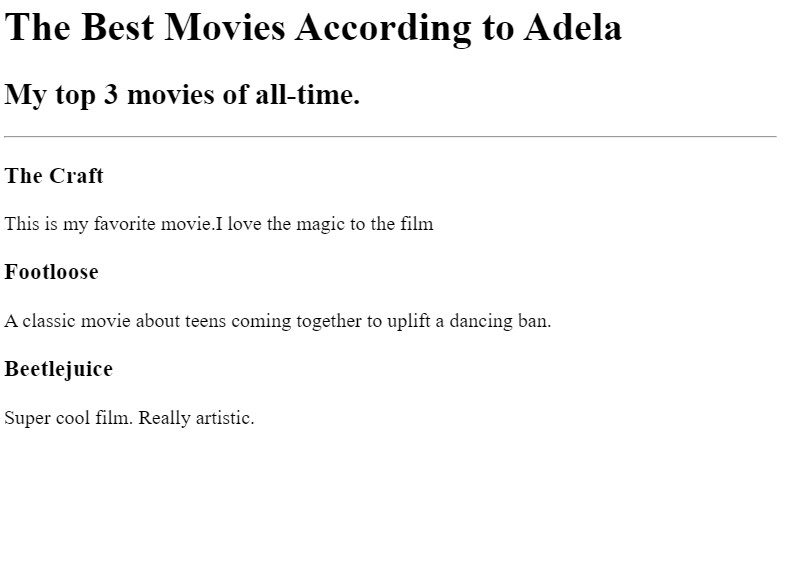 The Best Movies According to Adela
My top 3 movies of all-time.
The Craft
This is my favorite movie.I love the magic to the film
Footloose
A classic movie about teens coming together to uplift a dancing ban.
Beetlejuice
Super cool film. Really artistic.